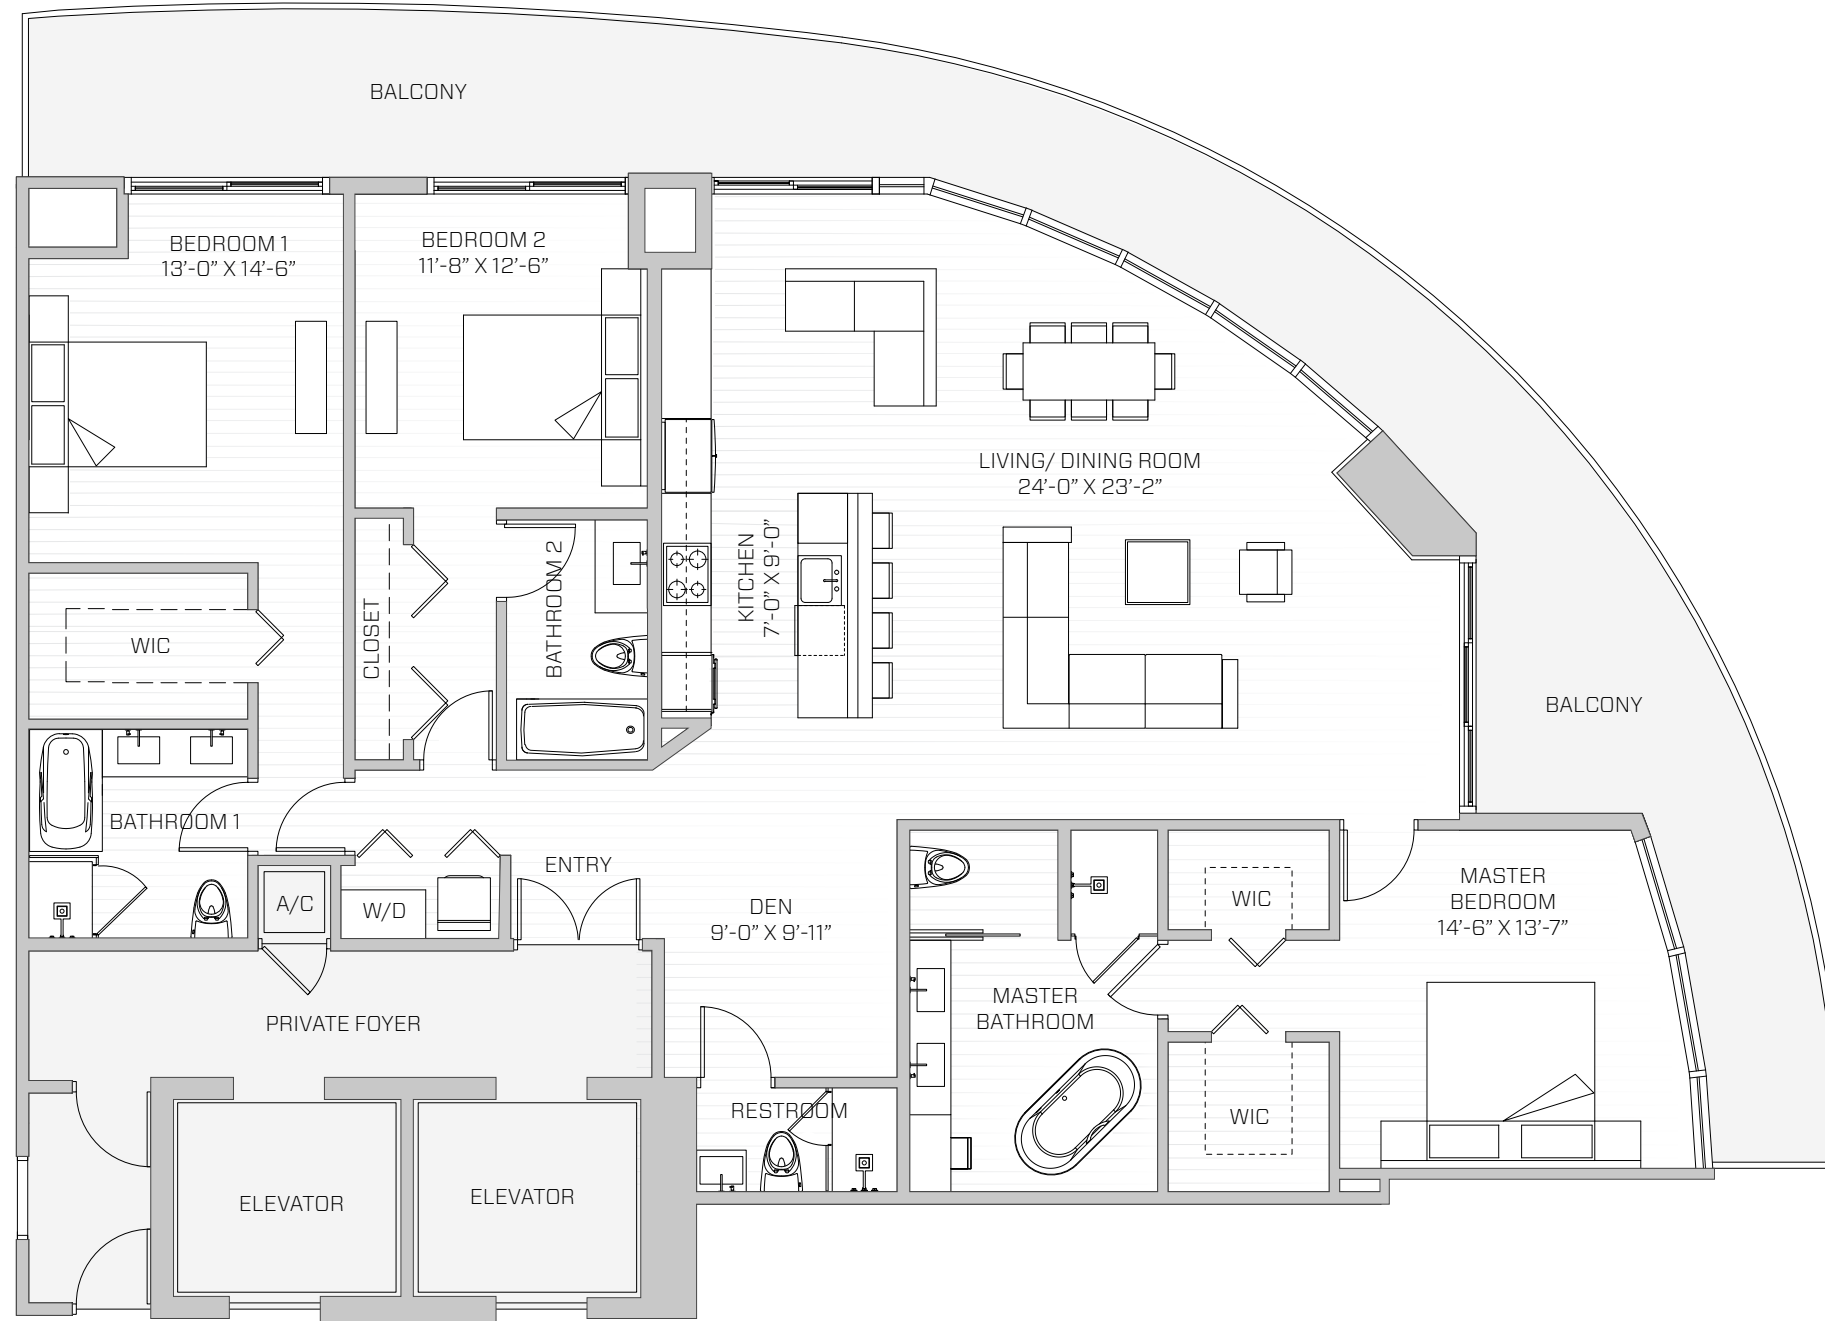 BALCONY
BEDROOM 1
13'-0" X 14'-6"
BEDROOM 2
11'-8" X 12'-6"
LIVING/ DINING ROOM
24'-0" X 23'-2"
KITCHEN
7'-0" X 9'-0"
BATHROOM 2
CLOSET
WIC
BALCONY
BATHROOM 1
ENTRY
A/C
W/D
DEN
9'-0" X 9'-11"
WIC
MASTER
BEDROOM
14'-6" X 13'-7"
MASTER
BATHROOM
PRIVATE FOYER
RESTROOM
WIC
ELEVATOR
ELEVATOR